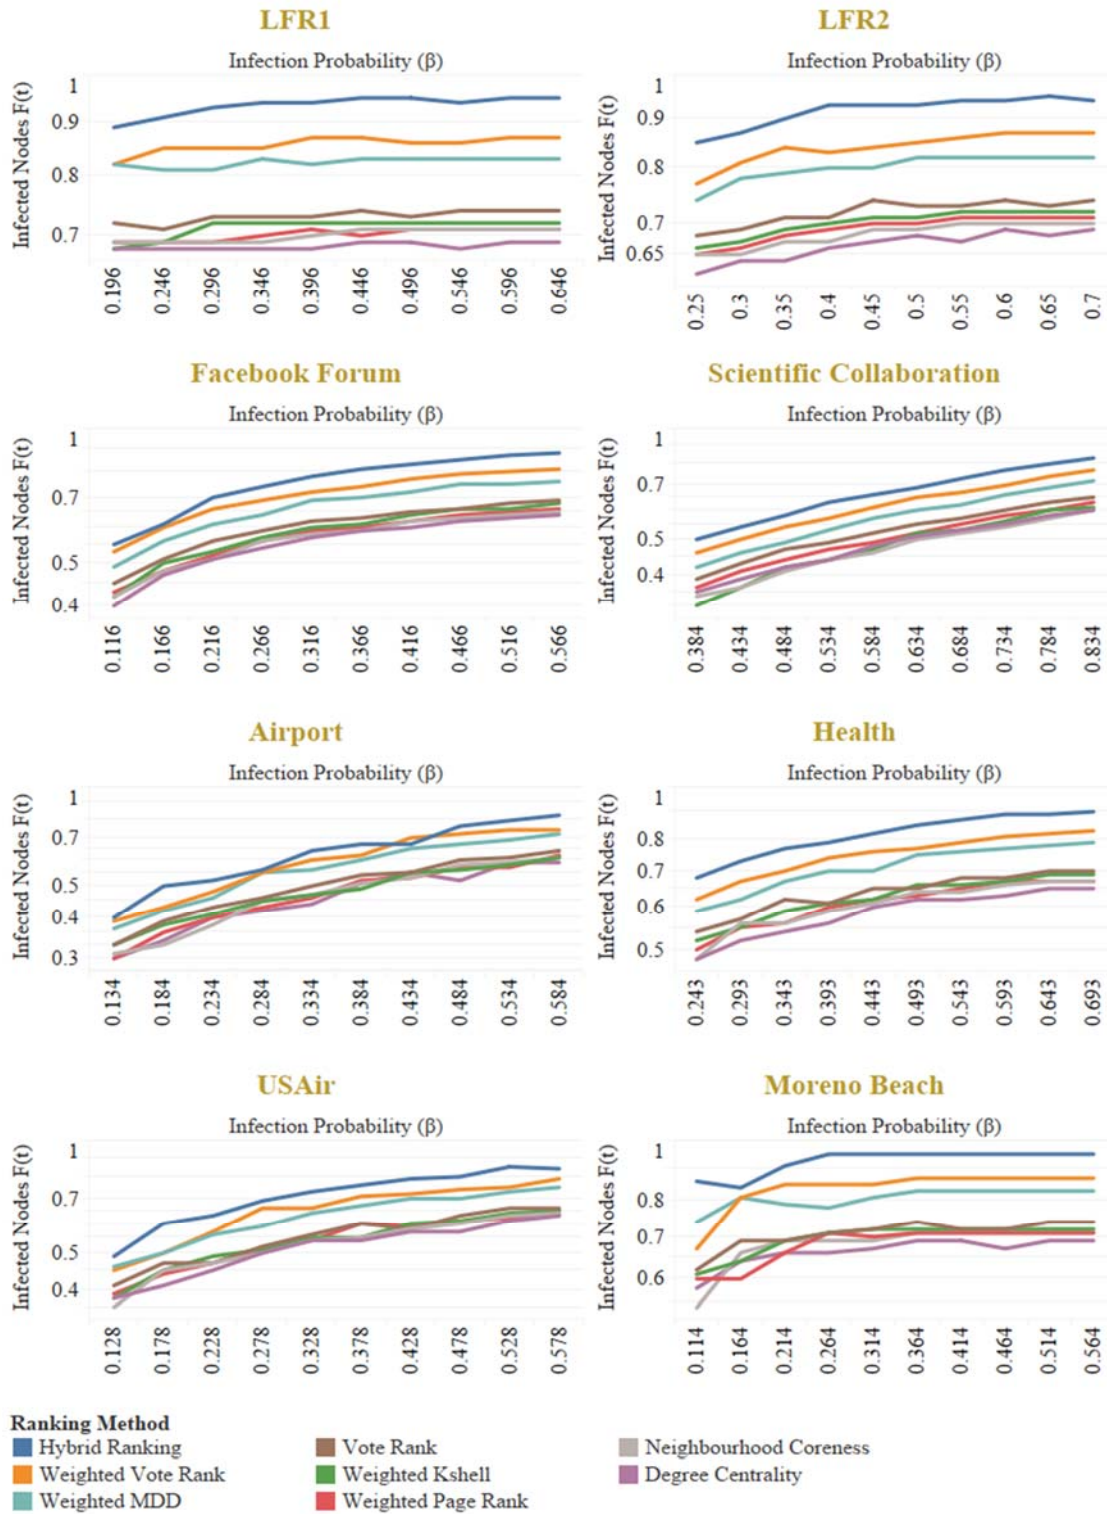 LFR1
Infection Probability (β)
Infected Nodes F(t)
1
0.9
0.8
0.7
0.196 0.246 0.296 0.346 0.396 0.446 0.496 0.546 0.596 0.646
LFR2
Infection Probability (β)
Infected Nodes F(t)
1
0.9
0.8
0.7
0.65
0.25 0.3 0.35 0.4 0.45 0.5 0.55 0.6 0.65 0.7
Facebook Forum
Infection Probability (β)
Infected Nodes F(t)
1
0.7
0.5
0.4
0.116 0.166 0.216 0.266 0.316 0.366 0.416 0.466 0.516 0.566
Scientific Collaboration
Infection Probability (β)
Infected Nodes F(t)
1
0.7
0.5
0.4
0.384 0.434 0.484 0.534 0.584 0.634 0.684 0.734 0.784 0.834
Airport
Infection Probability (β)
Infected Nodes F(t)
1
0.7
0.5
0.4
0.3
0.134 0.184 0.234 0.284 0.334 0.384 0.434 0.484 0.534 0.584
Health
Infection Probability (β)
Infected Nodes F(t)
1
0.8
0.7
0.6
0.5
0.243 0.293 0.343 0.393 0.443 0.493 0.543 0.593 0.643 0.693
USAir
Infection Probability (β)
Infected Nodes F(t)
1
0.7
0.5
0.4
0.128 0.178 0.228 0.278 0.328 0.378 0.428 0.478 0.528 0.578
Moreno Beach
Infection Probability (β)
Infected Nodes F(t)
1
0.8
0.7
0.6
0.114 0.164 0.214 0.264 0.314 0.364 0.414 0.464 0.514 0.564
Ranking Method
Hybrid Ranking
Weighted Vote Rank
Weighted MDD
Vote Rank
Weighted Kshell
Weighted Page Rank
Neighbourhood Coreness
Degree Centrality